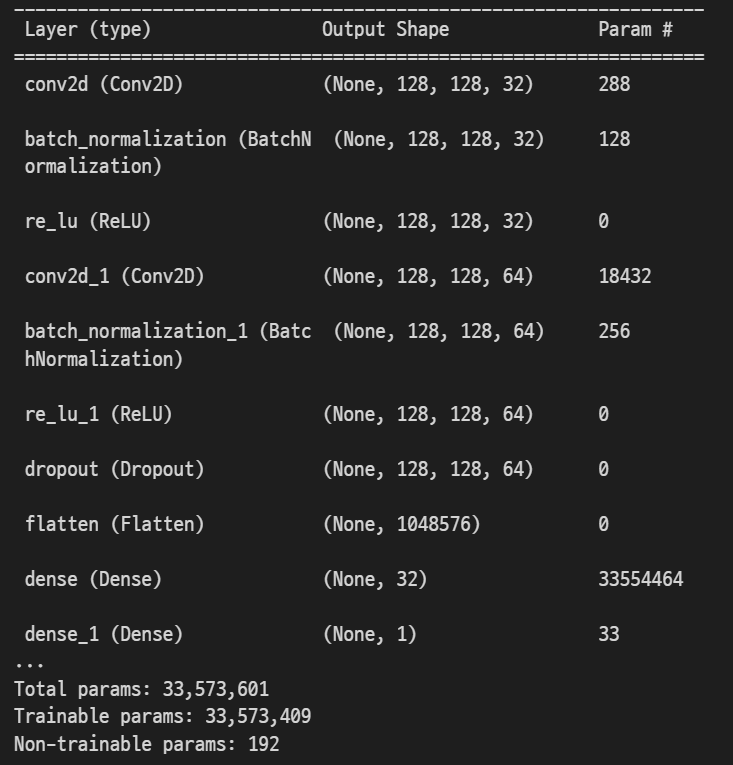 Layer (type)                Output Shape              Param #
=================================================================
conv2d (Conv2D)             (None, 128, 128, 32)      288
batch_normalization (BatchN  (None, 128, 128, 32)     128
ormalization)
re_lu (ReLU)                (None, 128, 128, 32)      0
conv2d_1 (Conv2D)           (None, 128, 128, 64)      18432
batch_normalization_1 (Batc  (None, 128, 128, 64)     256
hNormalization)
re_lu_1 (ReLU)              (None, 128, 128, 64)      0
dropout (Dropout)           (None, 128, 128, 64)      0
flatten (Flatten)           (None, 1048576)           0
dense (Dense)               (None, 32)                33554464
dense_1 (Dense)             (None, 1)                 33
...
Total params: 33,573,601
Trainable params: 33,573,409
Non-trainable params: 192